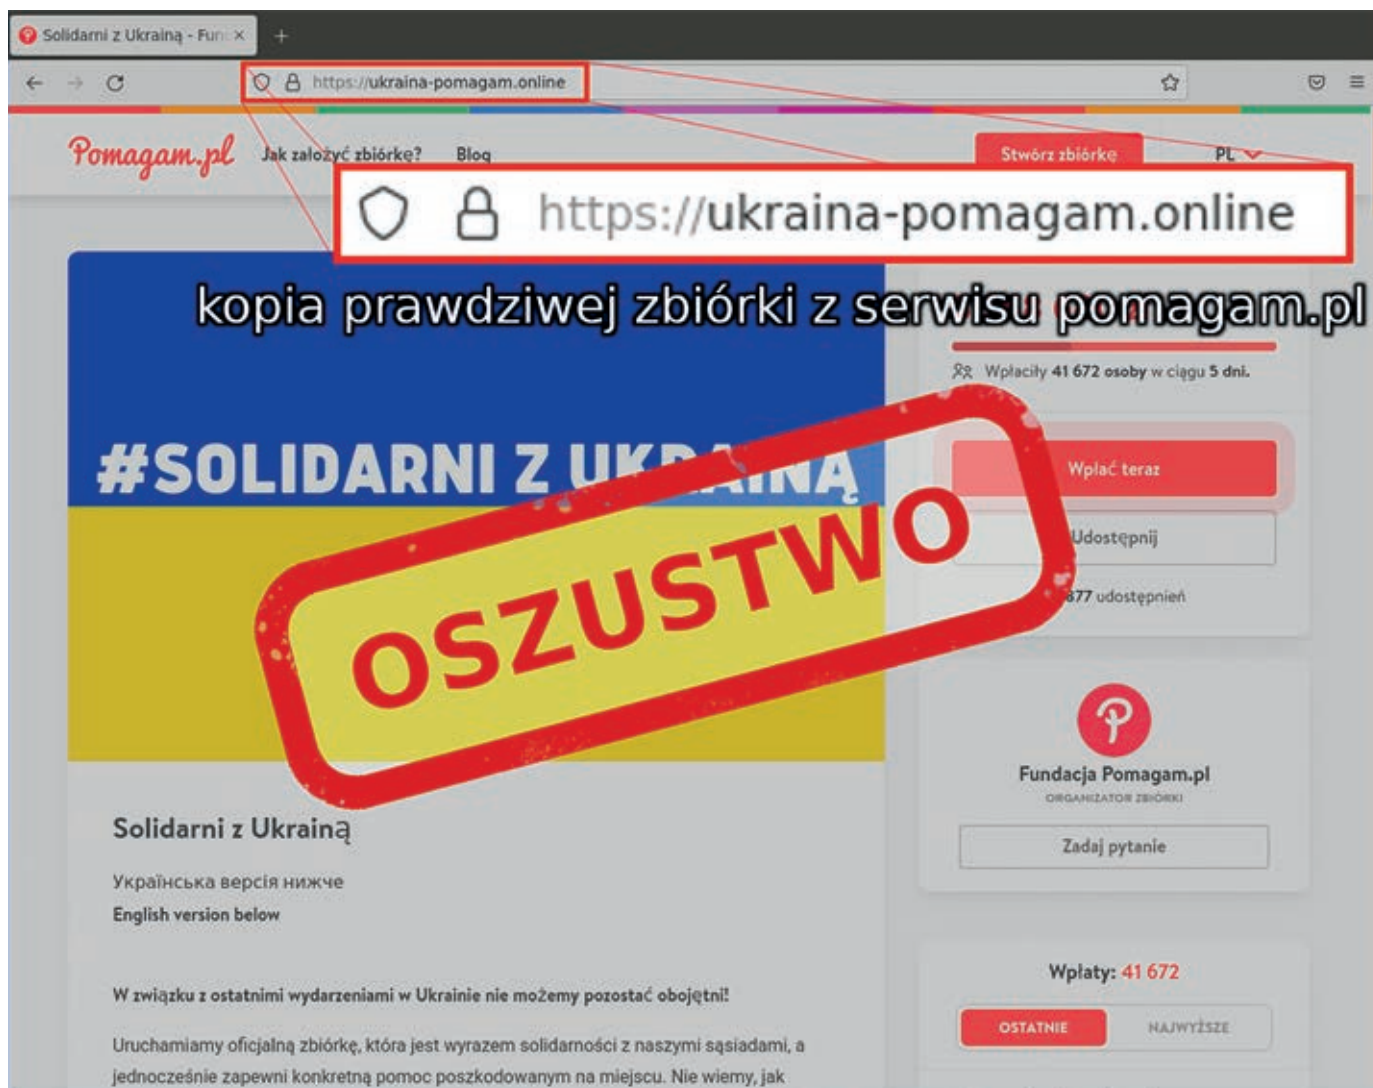 Solidarni z Ukrainą - Fun
https://ukraina-pomagam.online
Pomagam.pl
Jak założyć zbiórkę?
Blog
Stwórz zbiórkę
PL
https://ukraina-pomagam.online
kopia prawdziwej zbiórki z serwisu pomagam.pl
Wpłaciły 41 672 osoby w ciągu 5 dni.
#SOLIDARNI Z UKRAINĄ
OSZUSTWO
Wpłać teraz
Udostępnij
877 udostępnień
Fundacja Pomagam.pl
ORGANIZATOR ZBIÓRKI
Zadaj pytanie
Solidarni z Ukrainą
Українська версія нижче
English version below
W związku z ostatnimi wydarzeniami w Ukrainie nie możemy pozostać obojętni!
Uruchamiamy oficjalną zbiórkę, która jest wyrazem solidarności z naszymi sąsiadami, a
jednocześnie zapewni konkretną pomoc poszkodowanym na miejscu. Nie wiemy, jak
Wpłaty: 41 672
OSTATNIE
NAJWYŻSZE